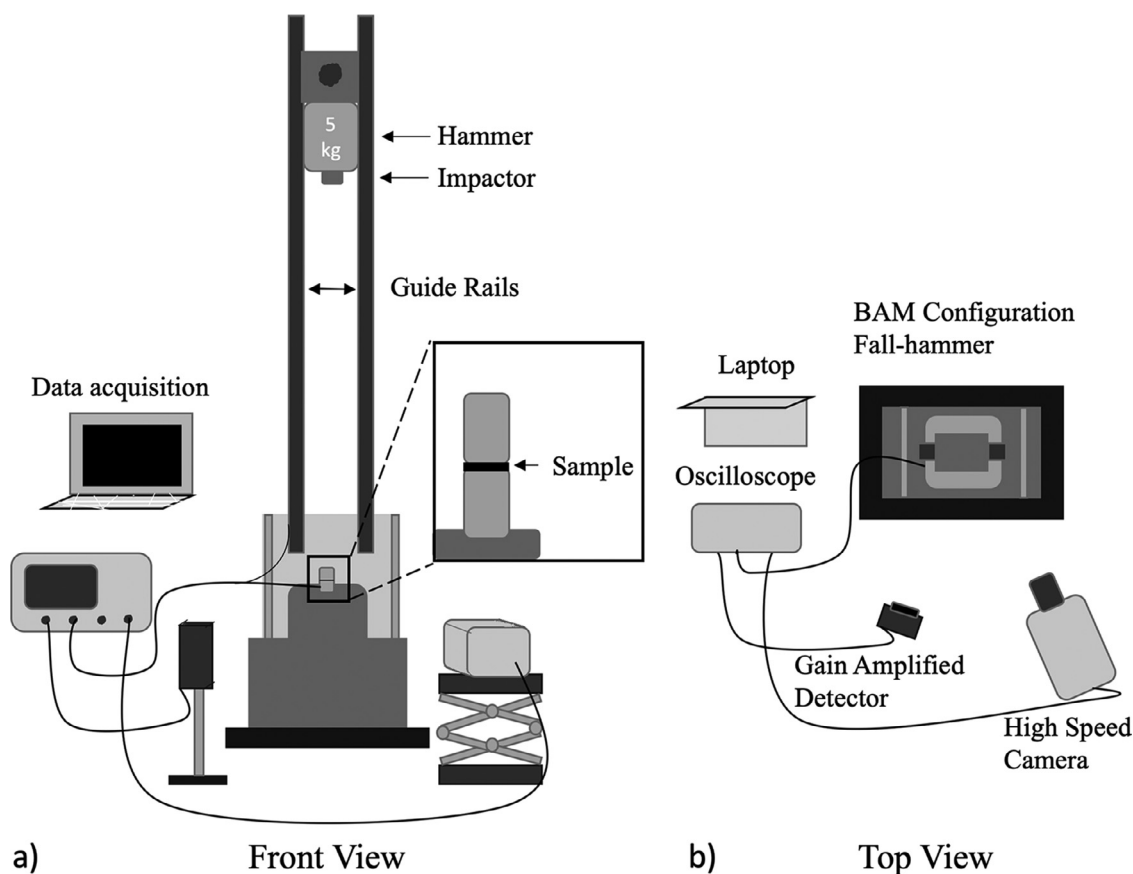 5
kg
Hammer
Impactor
Guide Rails
Data acquisition
Sample
a)
Front View
BAM Configuration
Fall-hammer
Laptop
Oscilloscope
Gain Amplified
Detector
High Speed
Camera
b)
Top View